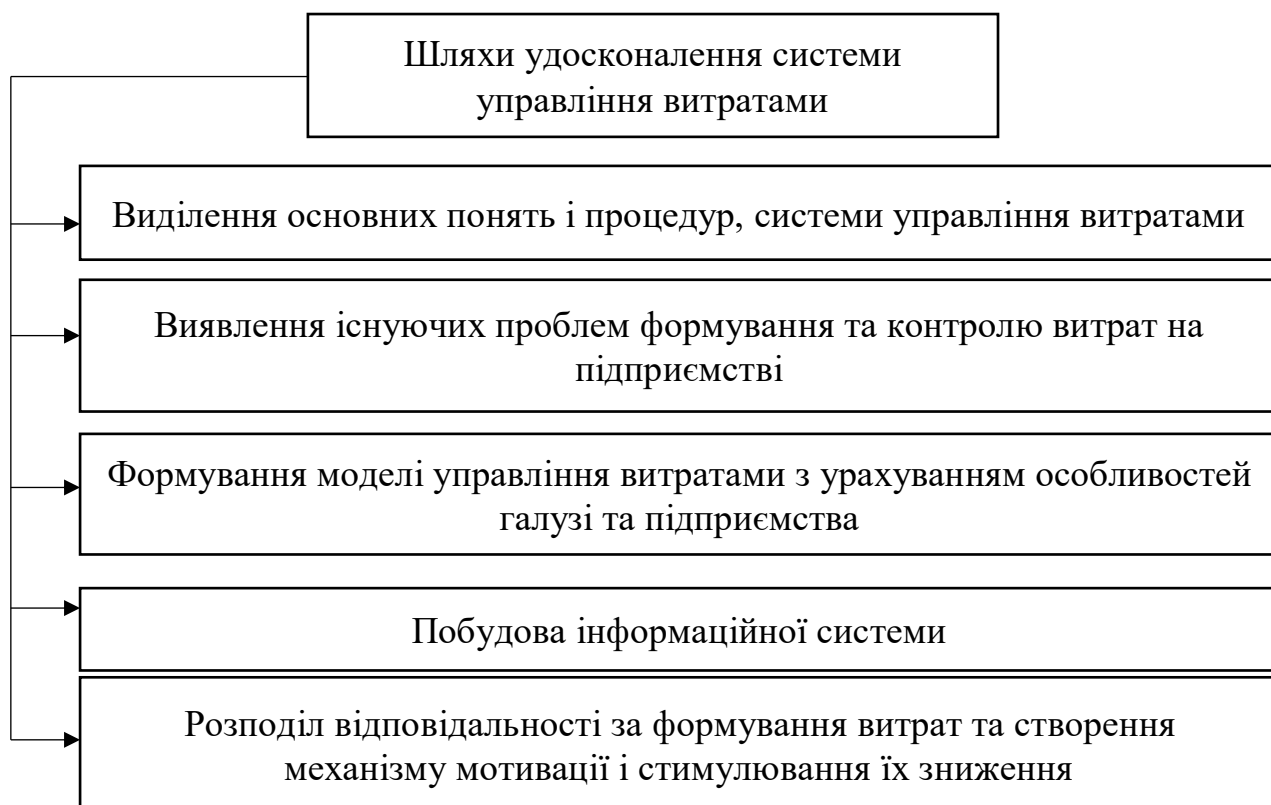 Шляхи удосконалення системи
управління витратами
Виділення основних понять і процедур, системи управління витратами
Виявлення існуючих проблем формування та контролю витрат на
підприємстві
Формування моделі управління витратами з урахуванням особливостей
галузі та підприємства
Побудова інформаційної системи
Розподіл відповідальності за формування витрат та створення
механізму мотивації і стимулювання їх зниження